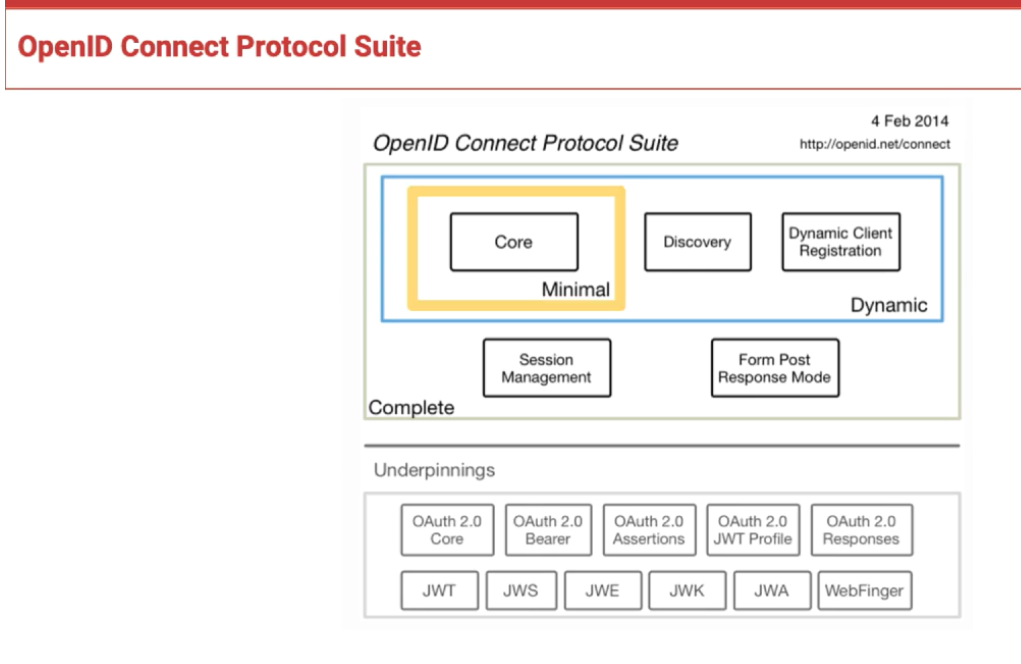 OpenID Connect Protocol Suite
4 Feb 2014
OpenID Connect Protocol Suite
http://openid.net/connect
Core
Minimal
Discovery
Dynamic Client
Registration
Dynamic
Session
Management
Form Post
Response Mode
Complete
Underpinnings
OAuth 2.0
Core
OAuth 2.0
Bearer
OAuth 2.0
Assertions
OAuth 2.0
JWT Profile
OAuth 2.0
Responses
JWT
JWS
JWE
JWK
JWA
WebFinger